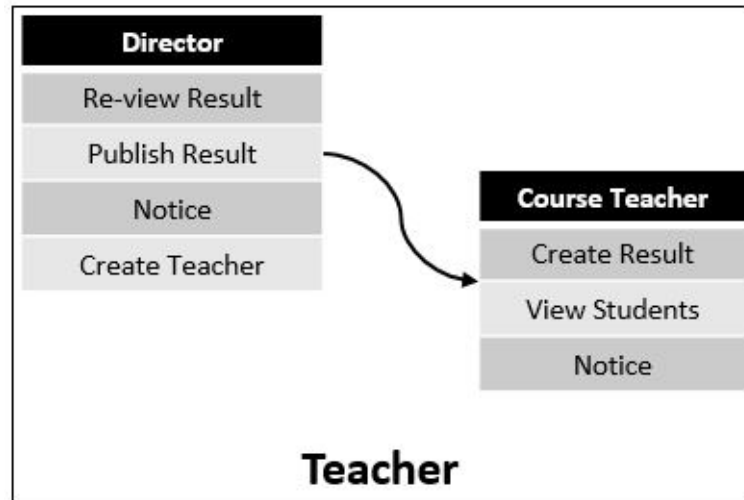 Director
Re-view Result
Publish Result
Notice
Create Teacher
Course Teacher
Create Result
View Students
Notice
Teacher